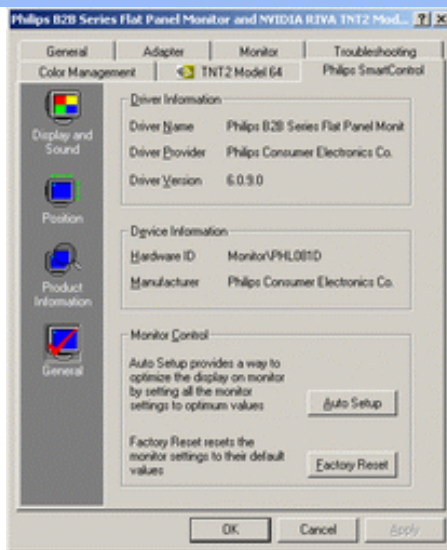 Philips B2B Series Flat Panel Monitor and NVIDIA RIVA TNT2 Mod... ? X
General Adapter Monitor Troubleshooting
Color Management TNT2 Model 64 Philips SmartControl
Display and
Sound
Position
Product
Information
General
Driver Information
Driver Name Philips B2B Series Flat Panel Monit
Driver Provider Philips Consumer Electronics Co.
Driver Version 6.0.9.0
Device Information
Hardware ID Monitor\PHL081D
Manufacturer Philips Consumer Electronics Co.
Monitor Control
Auto Setup provides a way to
optimize the display on monitor
by setting all the monitor
settings to optimum values
Auto Setup
Factory Reset resets the
monitor settings to their default
values
Factory Reset
OK Cancel Apply